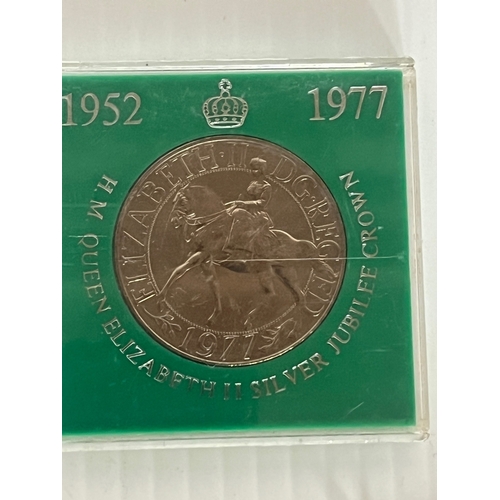 1952 1977
ELIZABETH·II D·G·REG F·D
1977
H.M. QUEEN ELIZABETH II SILVER JUBILEE CROWN